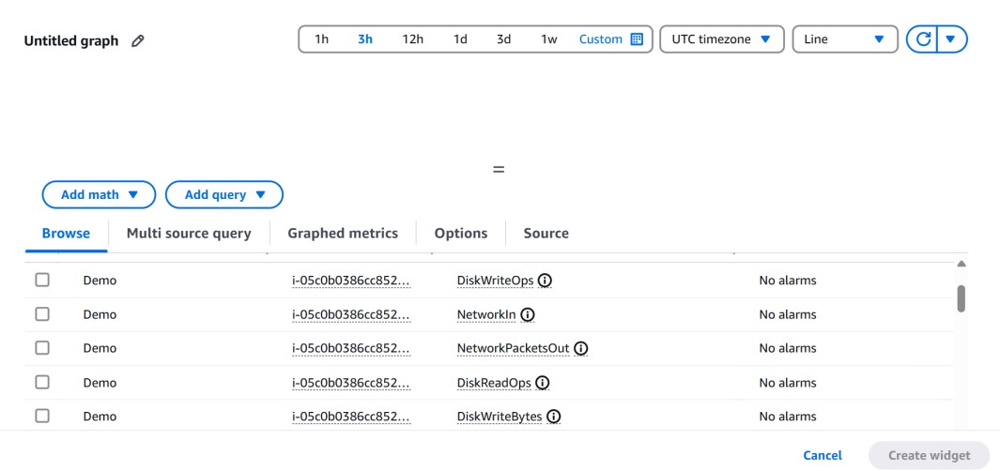 Untitled graph
1h 3h 12h 1d 3d 1w Custom UTC timezone Line
Add math Add query
Browse Multi source query Graphed metrics Options Source
Demo i-05c0b0386cc852... DiskWriteOps No alarms
Demo i-05c0b0386cc852... NetworkIn No alarms
Demo i-05c0b0386cc852... NetworkPacketsOut No alarms
Demo i-05c0b0386cc852... DiskReadOps No alarms
Demo i-05c0b0386cc852... DiskWriteBytes No alarms
Cancel Create widget